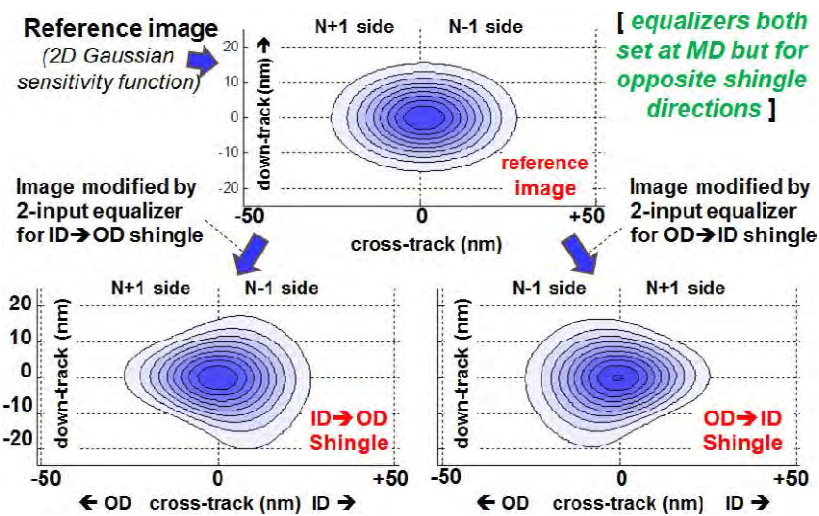 Reference image
(2D Gaussian
sensitivity function)
N+1 side
N-1 side
[ equalizers both
set at MD but for
opposite shingle
directions ]
20
10
0
-10
-20
down-track (nm) ➔
reference
image
-50
0
+50
cross-track (nm)
Image modified by
2-input equalizer
for ID➔OD shingle
Image modified by
2-input equalizer
for OD➔ID shingle
N+1 side
N-1 side
20
10
0
-10
-20
down-track (nm)
ID➔OD
Shingle
-50
0
+50
← OD cross-track (nm) ID ➔
N-1 side
N+1 side
down-track (nm)
OD➔ID
Shingle
-50
0
+50
← OD cross-track (nm) ID ➔